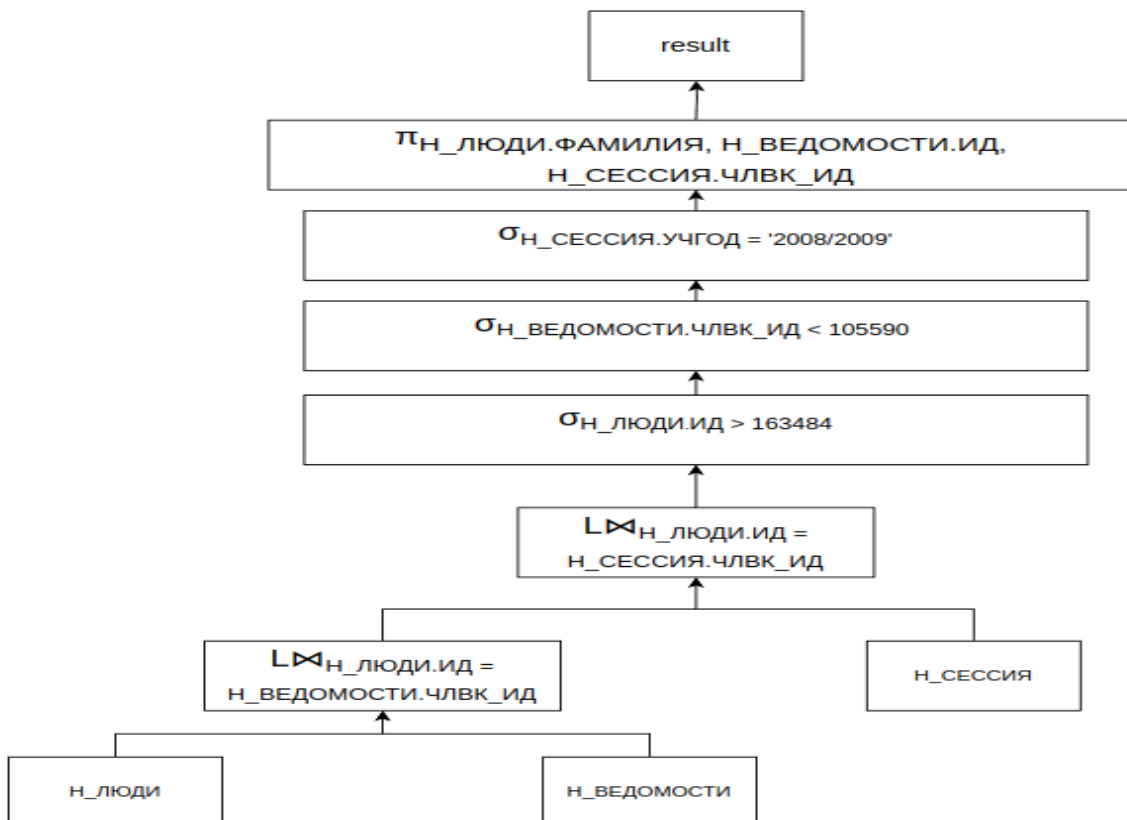 result
πН_ЛЮДИ.ФАМИЛИЯ, Н_ВЕДОМОСТИ.ИД,
Н_СЕССИЯ.ЧЛВК_ИД
σН_СЕССИЯ.УЧГОД = '2008/2009'
σН_ВЕДОМОСТИ.ЧЛВК_ИД < 105590
σН_ЛЮДИ.ИД > 163484
L⋈Н_ЛЮДИ.ИД =
Н_СЕССИЯ.ЧЛВК_ИД
L⋈Н_ЛЮДИ.ИД =
Н_ВЕДОМОСТИ.ЧЛВК_ИД
Н_СЕССИЯ
Н_ЛЮДИ
Н_ВЕДОМОСТИ